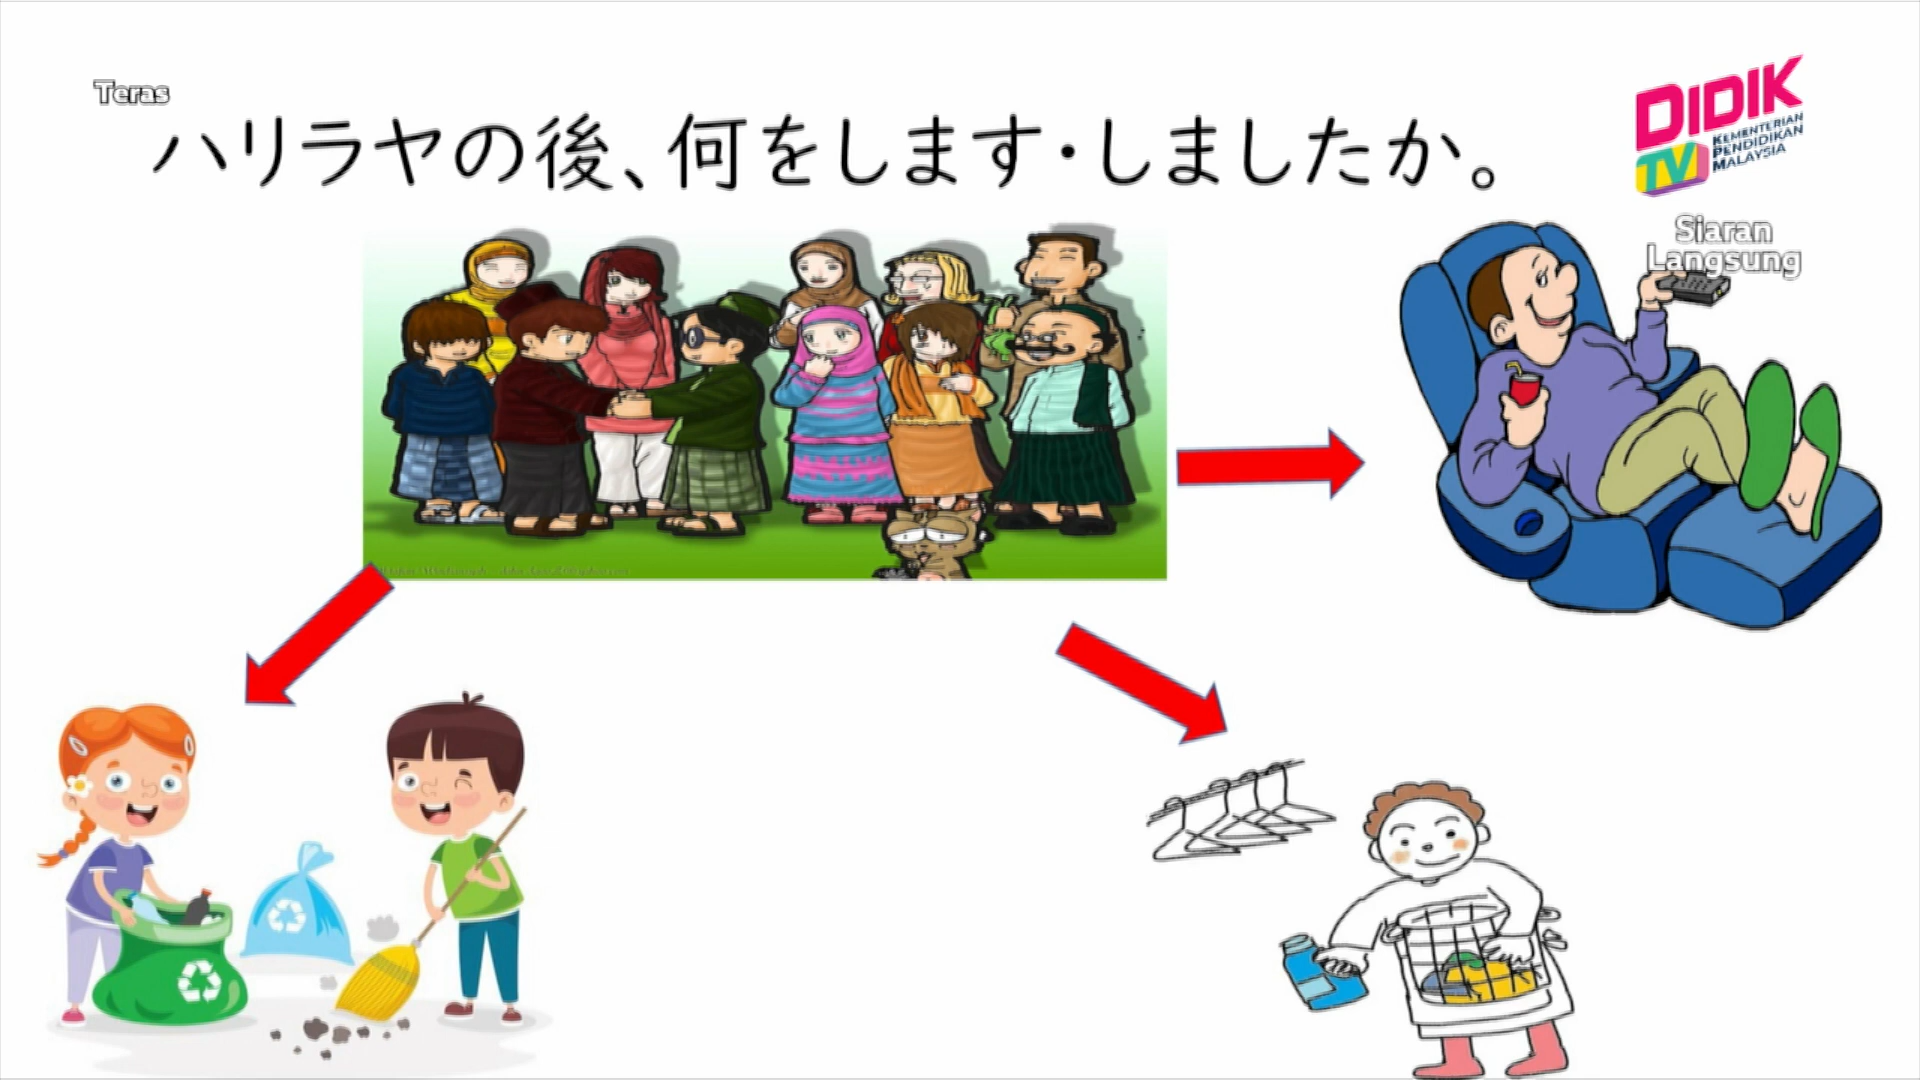 Teras
ハリラヤの後、何をします・しましたか。
DIDIK
TV
KEMENTERIAN
PENDIDIKAN
MALAYSIA
Siaran
Langsung